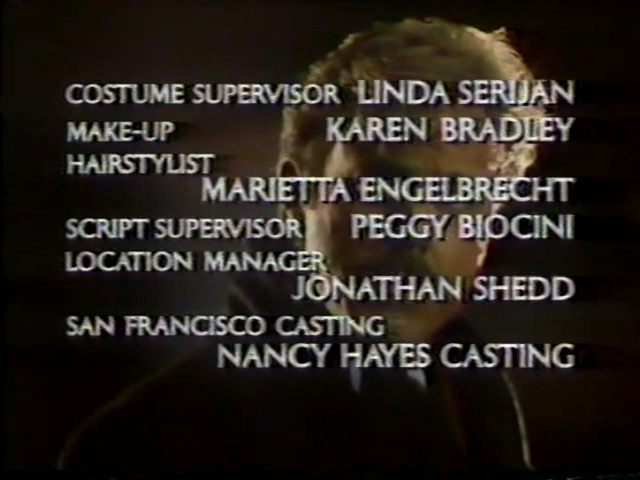 COSTUME SUPERVISOR LINDA SERIJAN
MAKE-UP KAREN BRADLEY
HAIRSTYLIST
MARIETTA ENGELBRECHT
SCRIPT SUPERVISOR PEGGY BIOCINI
LOCATION MANAGER
JONATHAN SHEDD
SAN FRANCISCO CASTING
NANCY HAYES CASTING